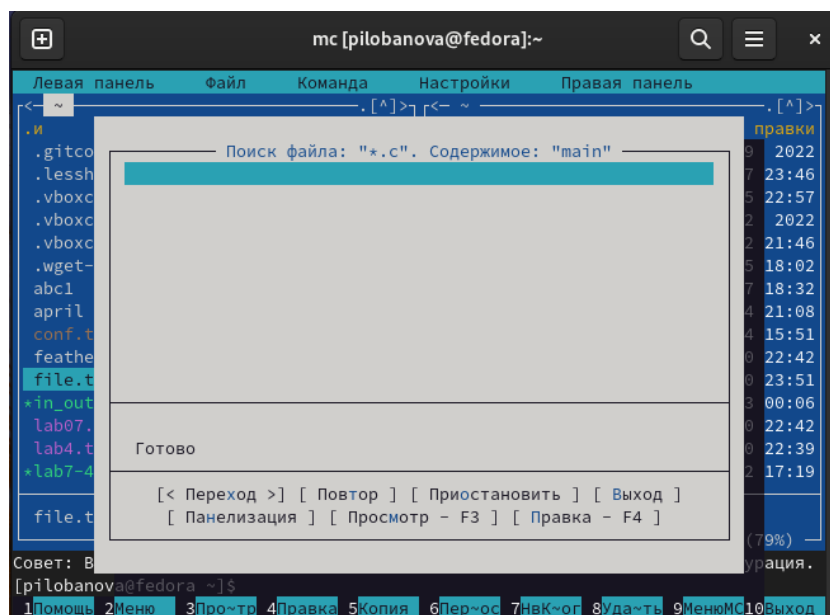 mc [pilobanova@fedora]:~
Левая панель Файл Команда Настройки Правая панель
<─ ~ ─.[^]>┐┌<─ ~ ─.[^]>
.и правки
.gitco 9 2022
.lessh 7 23:46
.vboxc 5 22:57
.vboxc 2 2022
.vboxc 2 21:46
.wget- 5 18:02
abc1 7 18:32
april 4 21:08
conf.t 4 15:51
feathe 0 22:42
file.t 0 23:51
*in_out 3 00:06
lab07. 0 22:42
lab4.t 0 22:39
*lab7-4 2 17:19
file.t
(79%)
Поиск файла: "*.c". Содержимое: "main"
Готово
[< Переход >] [ Повтор ] [ Приостановить ] [ Выход ]
[ Панелизация ] [ Просмотр - F3 ] [ Правка - F4 ]
Совет: В урация.
[pilobanova@fedora ~]$
1Помощь 2Меню 3Про~тр 4Правка 5Копия 6Пер~ос 7НвК~ог 8Уда~ть 9МенюMC 10Выход